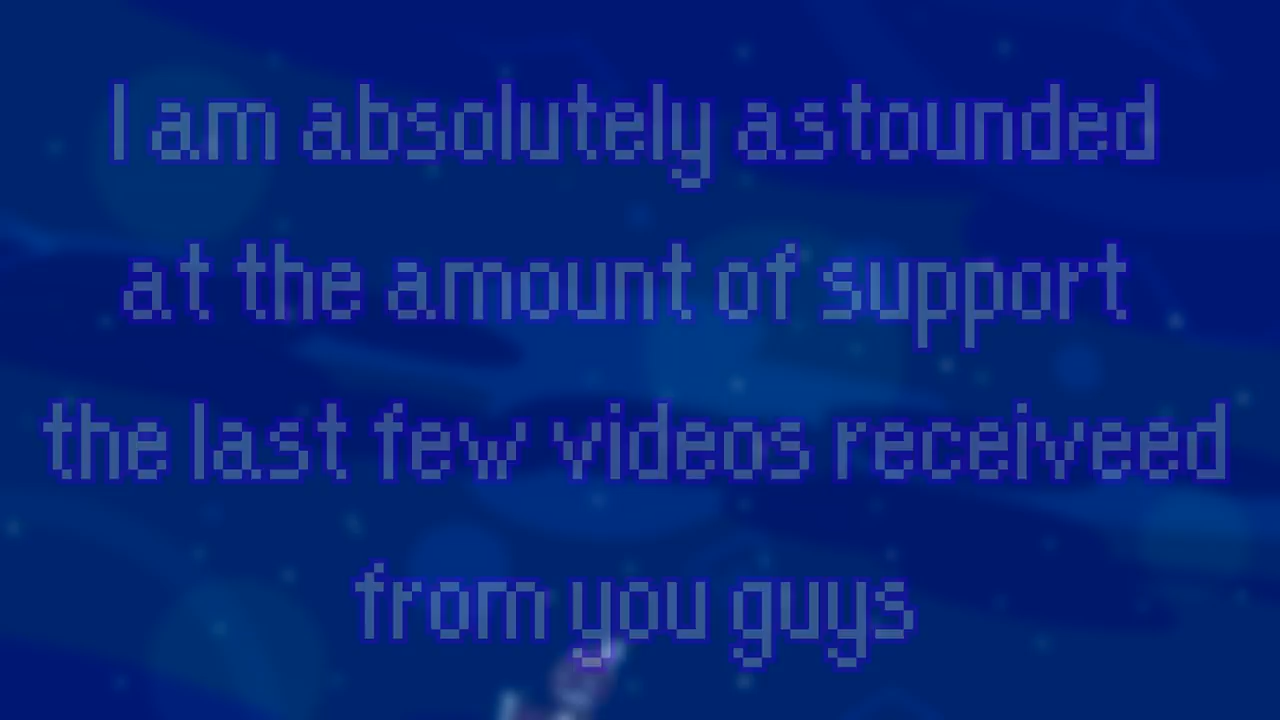 I am absolutely astounded
at the amount of support
the last few videos receiveed
from you guys